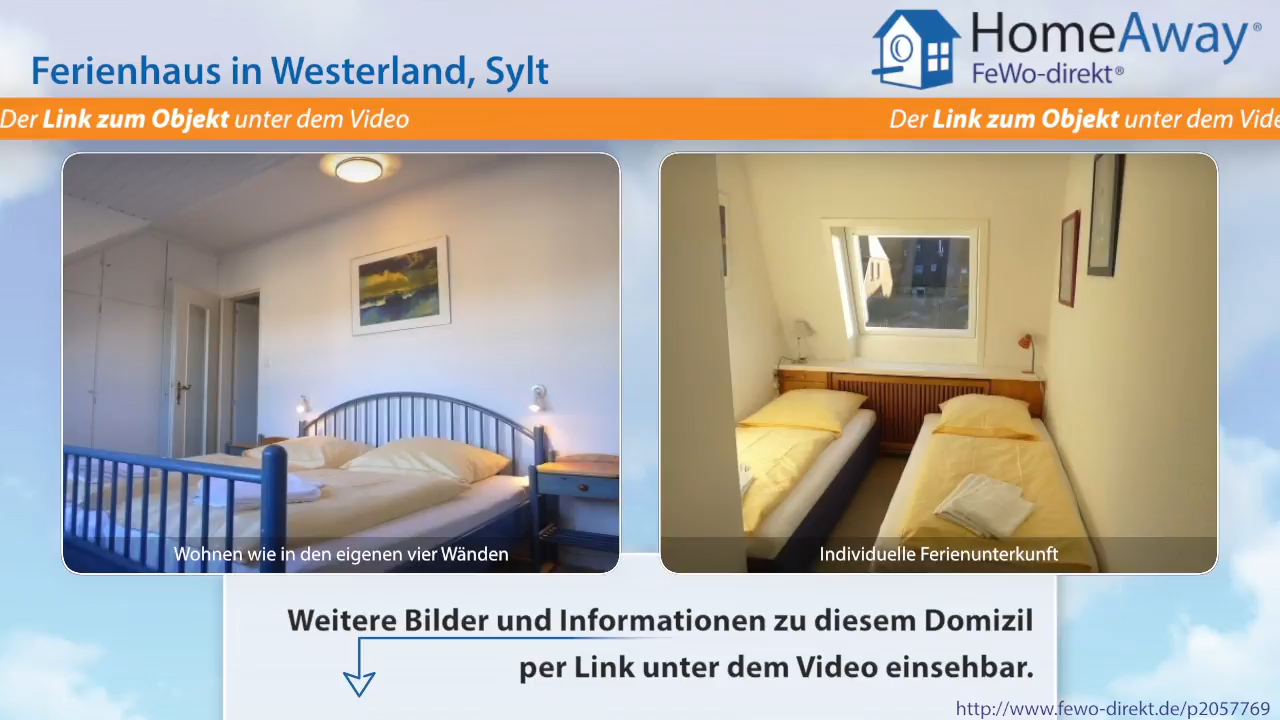 HomeAway®
FeWo-direkt®
Ferienhaus in Westerland, Sylt
Der Link zum Objekt unter dem Video
Der Link zum Objekt unter dem Vide
Wohnen wie in den eigenen vier Wänden
Individuelle Ferienunterkunft
Weitere Bilder und Informationen zu diesem Domizil
per Link unter dem Video einsehbar.
http://www.fewo-direkt.de/p2057769